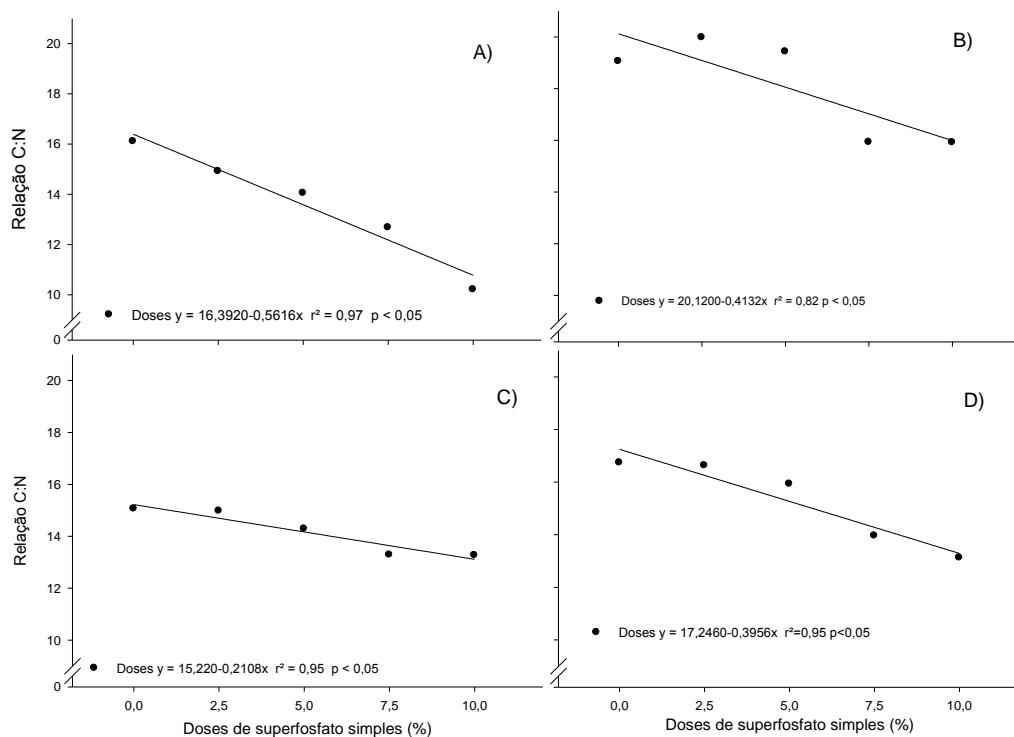 A)
B)
Relação C:N
20
18
16
14
12
10
0
Doses y = 16,3920-0,5616x r² = 0,97 p < 0,05
Doses y = 20,1200-0,4132x r² = 0,82 p < 0,05
C)
D)
Relação C:N
20
18
16
14
12
10
0
Doses y = 15,220-0,2108x r² = 0,95 p < 0,05
Doses y = 17,2460-0,3956x r²=0,95 p<0,05
0,0 2,5 5,0 7,5 10,0
0,0 2,5 5,0 7,5 10,0
Doses de superfosfato simples (%)
Doses de superfosfato simples (%)